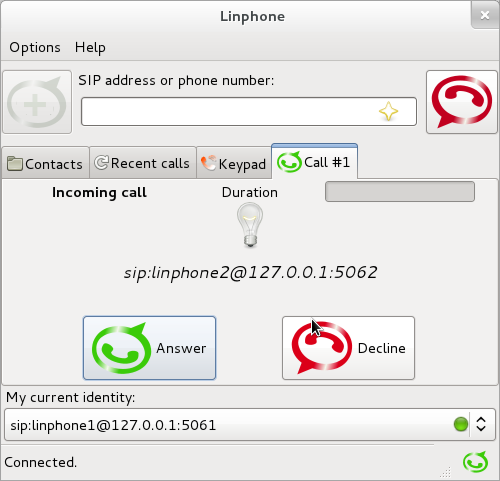 Linphone
Options Help
SIP address or phone number:
Contacts Recent calls Keypad Call #1
Incoming call Duration
sip:linphone2@127.0.0.1:5062
Answer Decline
My current identity:
sip:linphone1@127.0.0.1:5061
Connected.